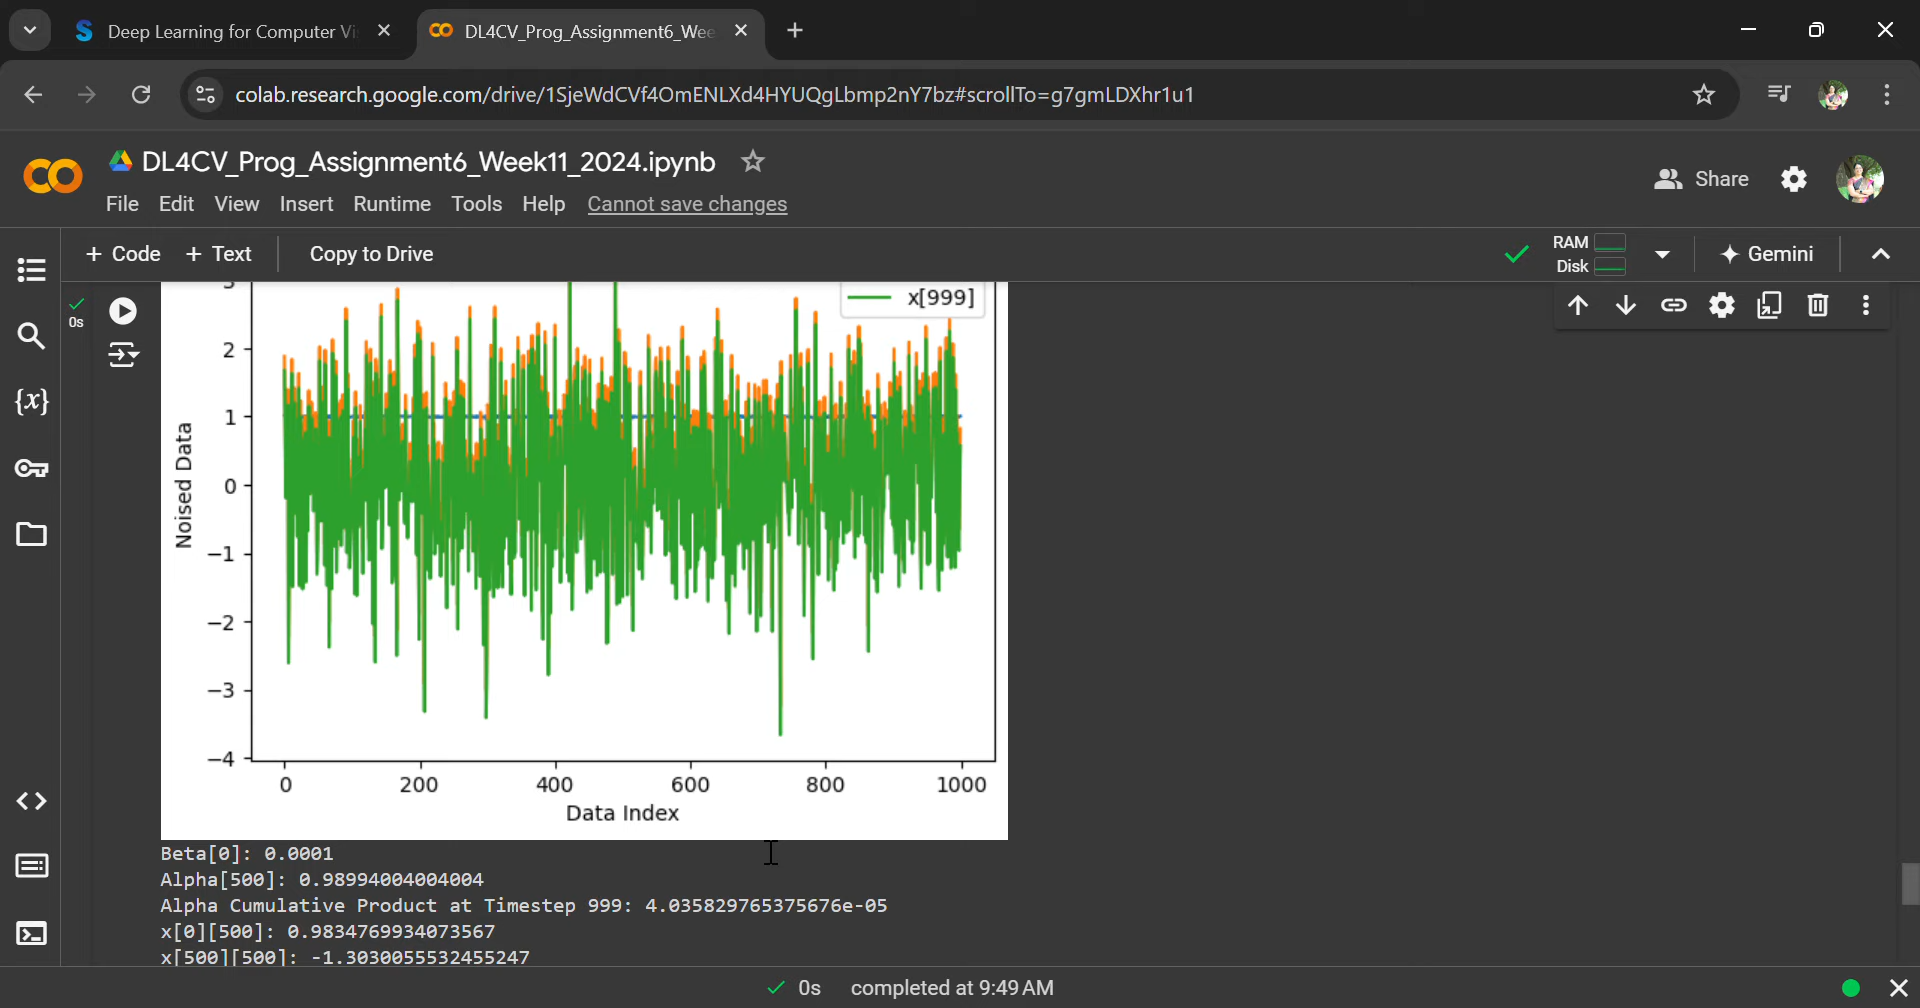 Deep Learning for Computer Vi
DL4CV_Prog_Assignment6_Wee
colab.research.google.com/drive/1SjeWdCVf4OmENLXd4HYUQgLbmp2nY7bz#scrollTo=g7gmLDXhr1u1
DL4CV_Prog_Assignment6_Week11_2024.ipynb
Share
File Edit View Insert Runtime Tools Help Cannot save changes
+ Code + Text Copy to Drive
RAM
Disk
Gemini
0s
x[999]
3
2
1
0
−1
−2
−3
−4
Noised Data
0 200 400 600 800 1000
Data Index
Beta[0]: 0.0001
Alpha[500]: 0.98994004004004
Alpha Cumulative Product at Timestep 999: 4.035829765375676e-05
x[0][500]: 0.9834769934073567
x[500][500]: -1.3030055532455247
0s completed at 9:49 AM